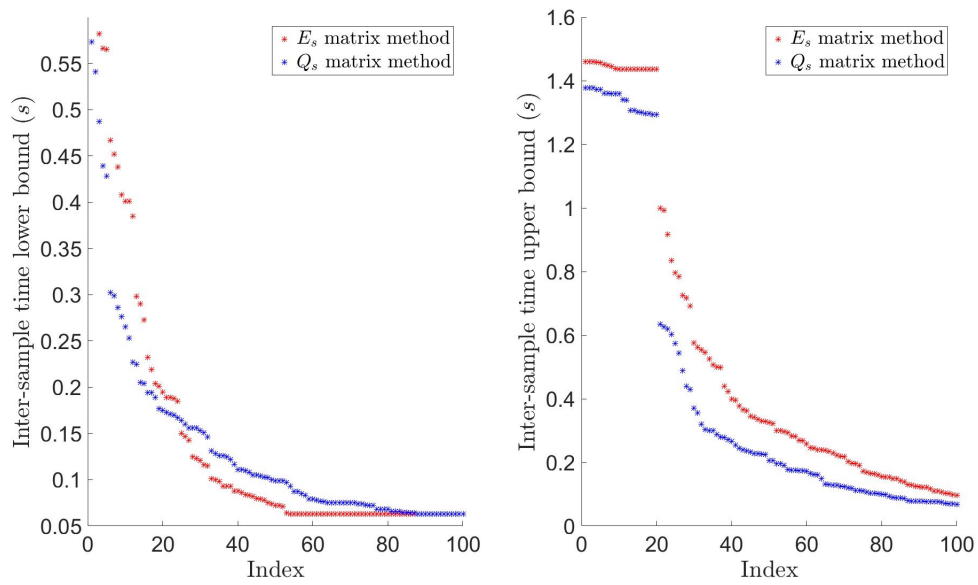 Inter-sample time lower bound (s)
0.55
0.5
0.45
0.4
0.35
0.3
0.25
0.2
0.15
0.1
0.05
0 20 40 60 80 100
Index
E_s matrix method
Q_s matrix method
Inter-sample time upper bound (s)
1.6
1.4
1.2
1
0.8
0.6
0.4
0.2
0
0 20 40 60 80 100
Index
E_s matrix method
Q_s matrix method